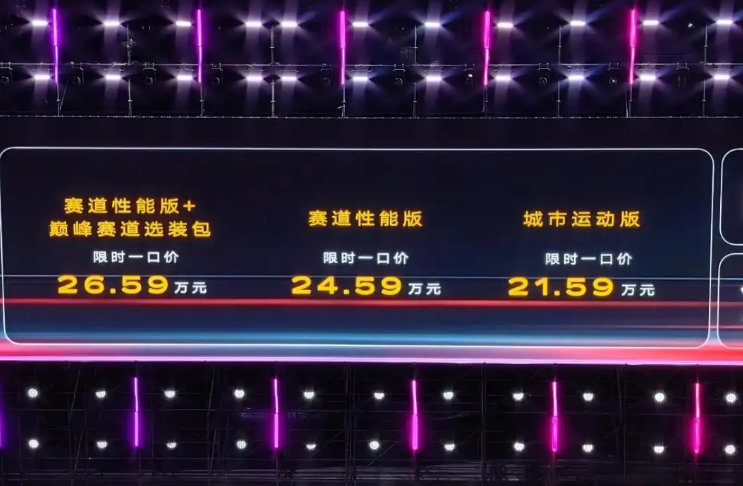 赛道性能版+
巅峰赛道选装包
限时一口价
26.59万元
赛道性能版
限时一口价
24.59万元
城市运动版
限时一口价
21.59万元